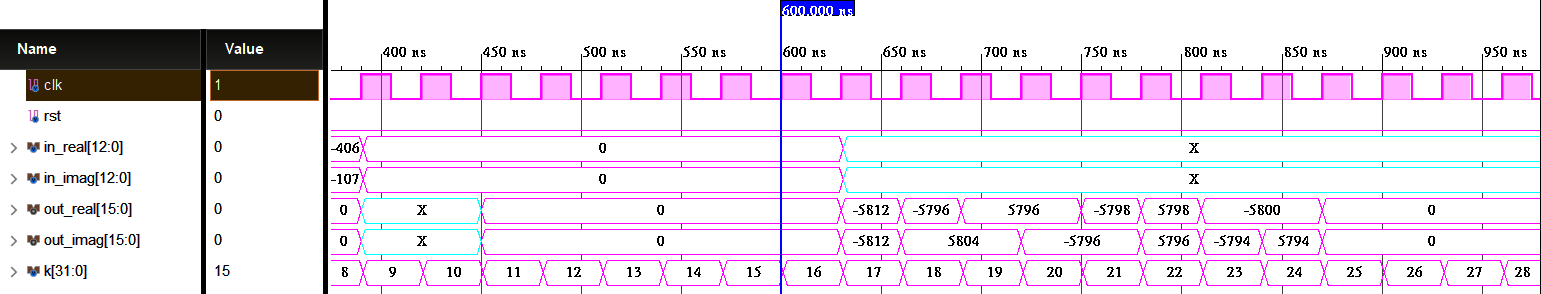 600.000 ns
Name Value 400 ns 450 ns 500 ns 550 ns 600 ns 650 ns 700 ns 750 ns 800 ns 850 ns 900 ns 950 ns
clk 1
rst 0
in_real[12:0] 0 -406 0 X
in_imag[12:0] 0 -107 0 X
out_real[15:0] 0 0 X 0 -5812 -5796 5796 -5798 5798 -5800 0
out_imag[15:0] 0 0 X 0 -5812 5804 -5796 5796 -5794 5794 0
k[31:0] 15 8 9 10 11 12 13 14 15 16 17 18 19 20 21 22 23 24 25 26 27 28